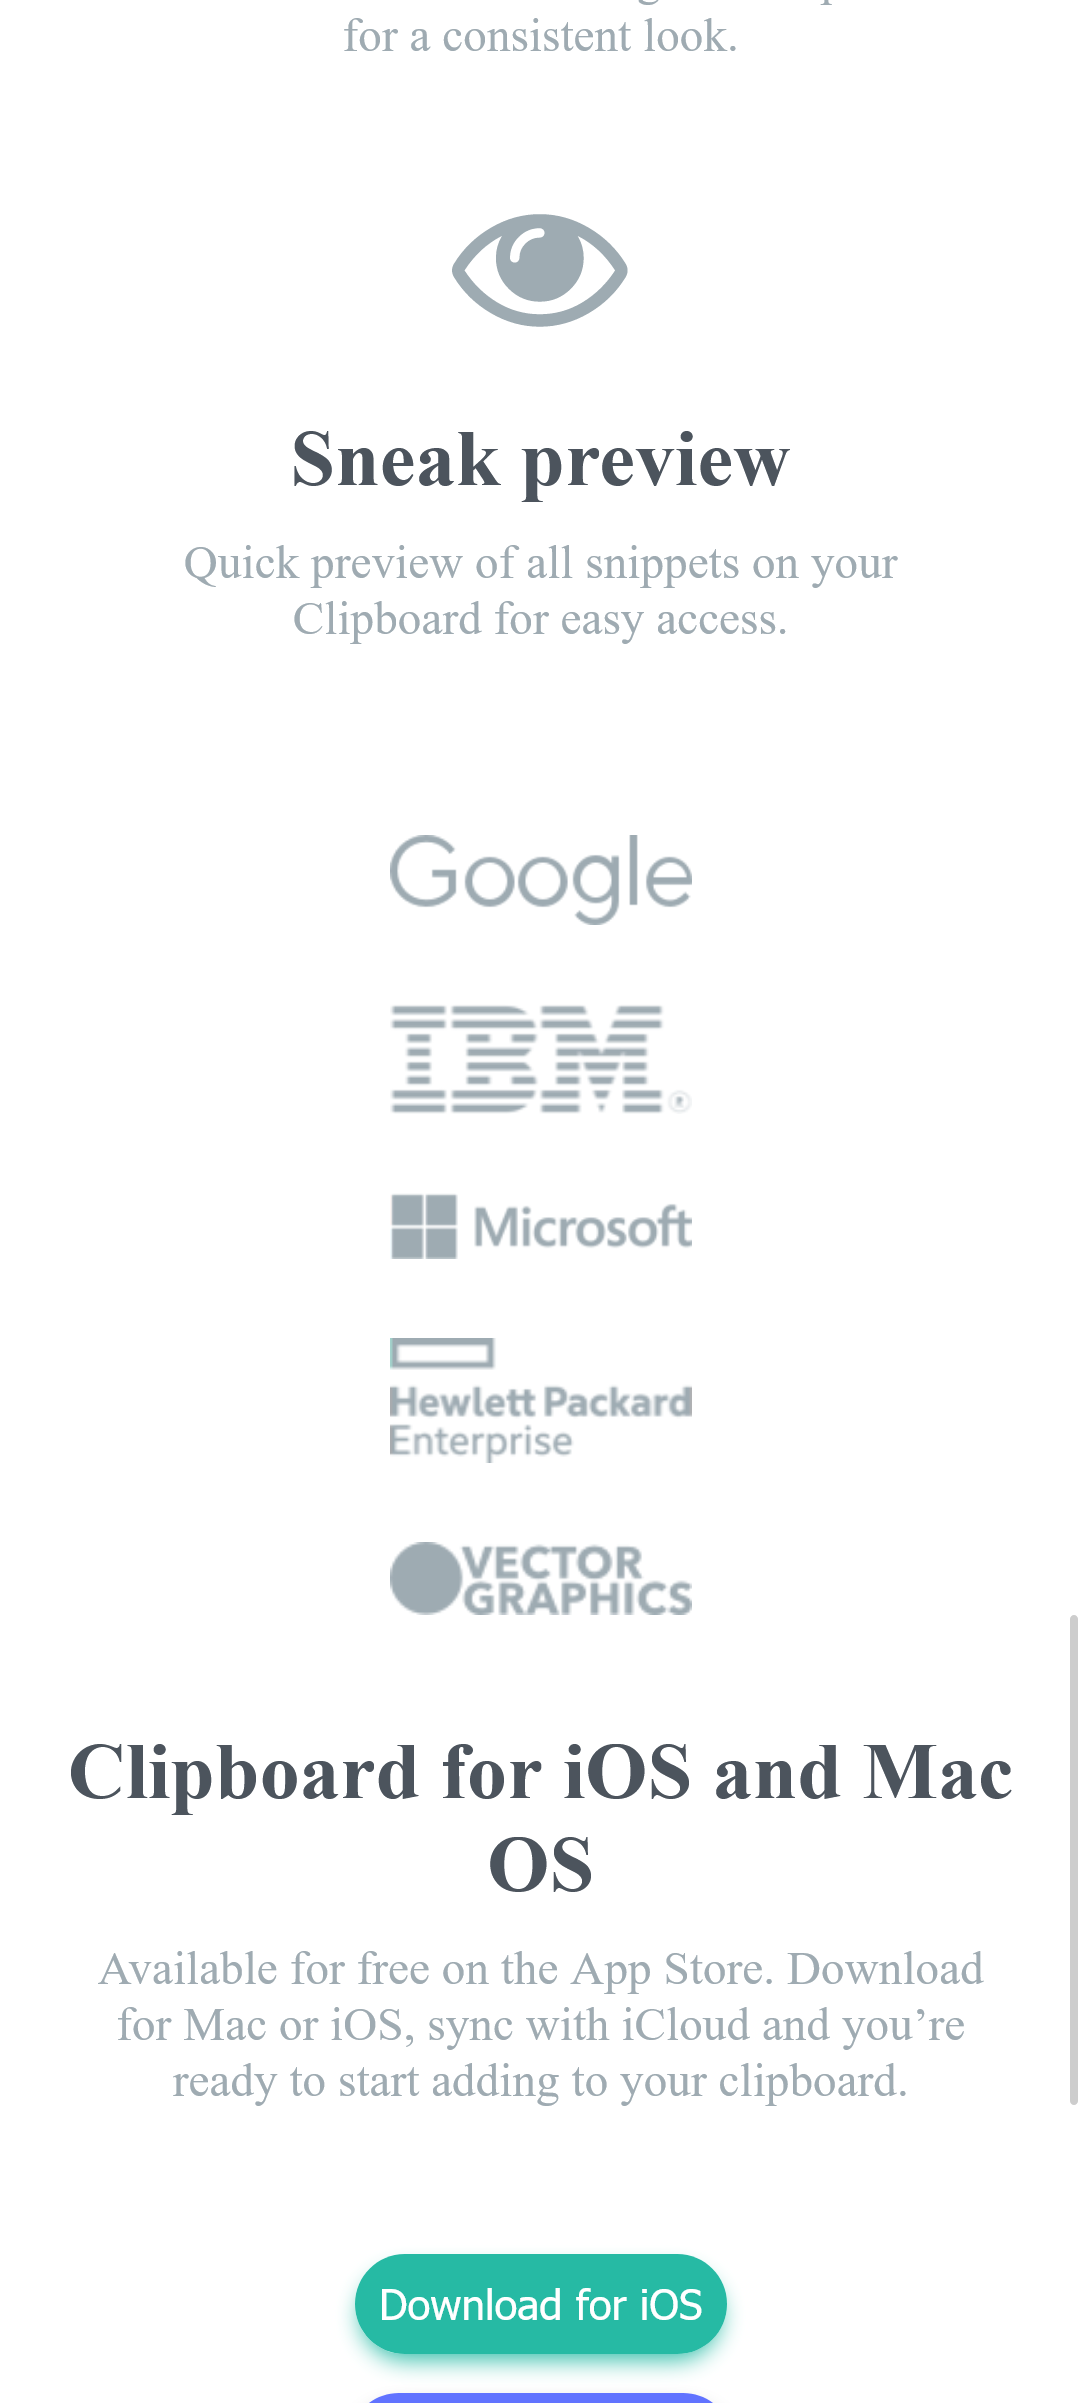 for a consistent look.
Sneak preview
Quick preview of all snippets on your
Clipboard for easy access.
Google
IBM®
Microsoft
Hewlett Packard
Enterprise
VECTOR
GRAPHICS
Clipboard for iOS and Mac
OS
Available for free on the App Store. Download
for Mac or iOS, sync with iCloud and you’re
ready to start adding to your clipboard.
Download for iOS